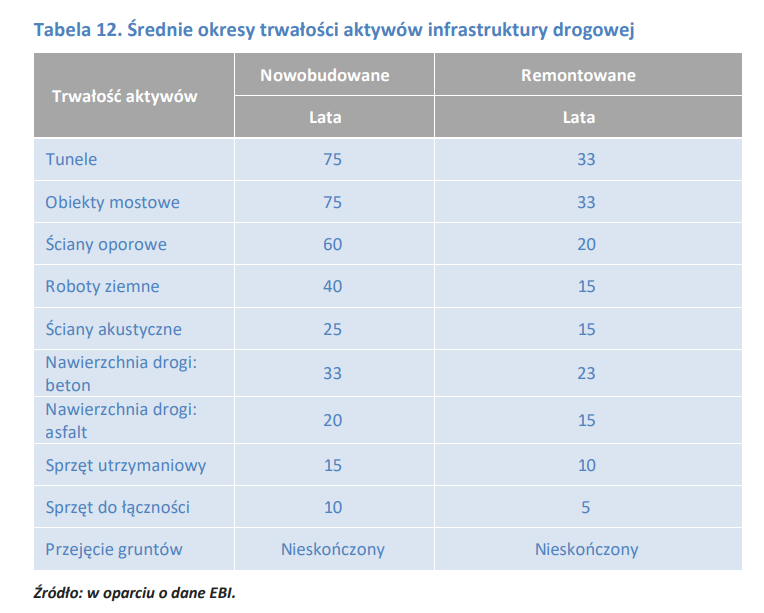 Tabela 12. Średnie okresy trwałości aktywów infrastruktury drogowej
Trwałość aktywów
Nowobudowane
Remontowane
Lata
Lata
Tunele 75 33
Obiekty mostowe 75 33
Ściany oporowe 60 20
Roboty ziemne 40 15
Ściany akustyczne 25 15
Nawierzchnia drogi:
beton 33 23
Nawierzchnia drogi:
asfalt 20 15
Sprzęt utrzymaniowy 15 10
Sprzęt do łączności 10 5
Przejęcie gruntów Nieskończony Nieskończony
Źródło: w oparciu o dane EBI.